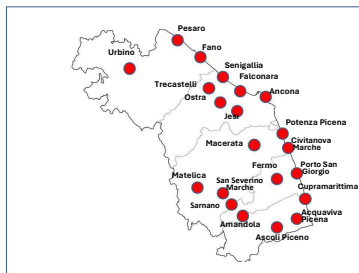 Pesaro
Urbino
Fano
Senigallia
Trecastelli
Falconara
Ostra
Ancona
Jesi
Potenza Picena
Macerata
Civitanova
Marche
Fermo
Porto San
Giorgio
Matelica
San Severino
Marche
Cupramarittima
Sarnano
Acquaviva
Picena
Amandola
Ascoli Piceno